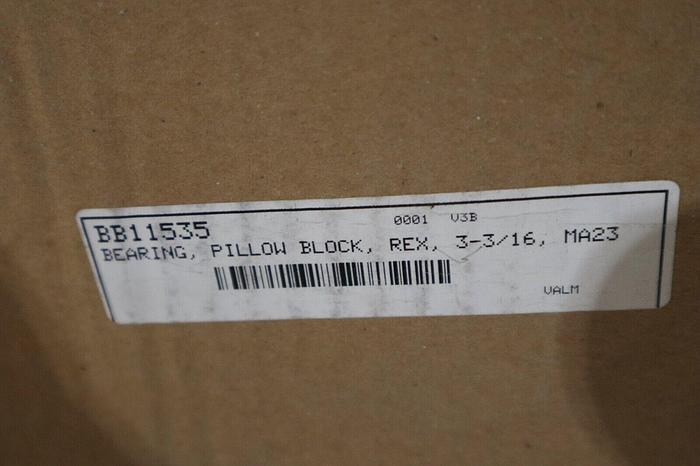 BB11535 0001 V3B
BEARING, PILLOW BLOCK, REX, 3-3/16, MA23
VALM